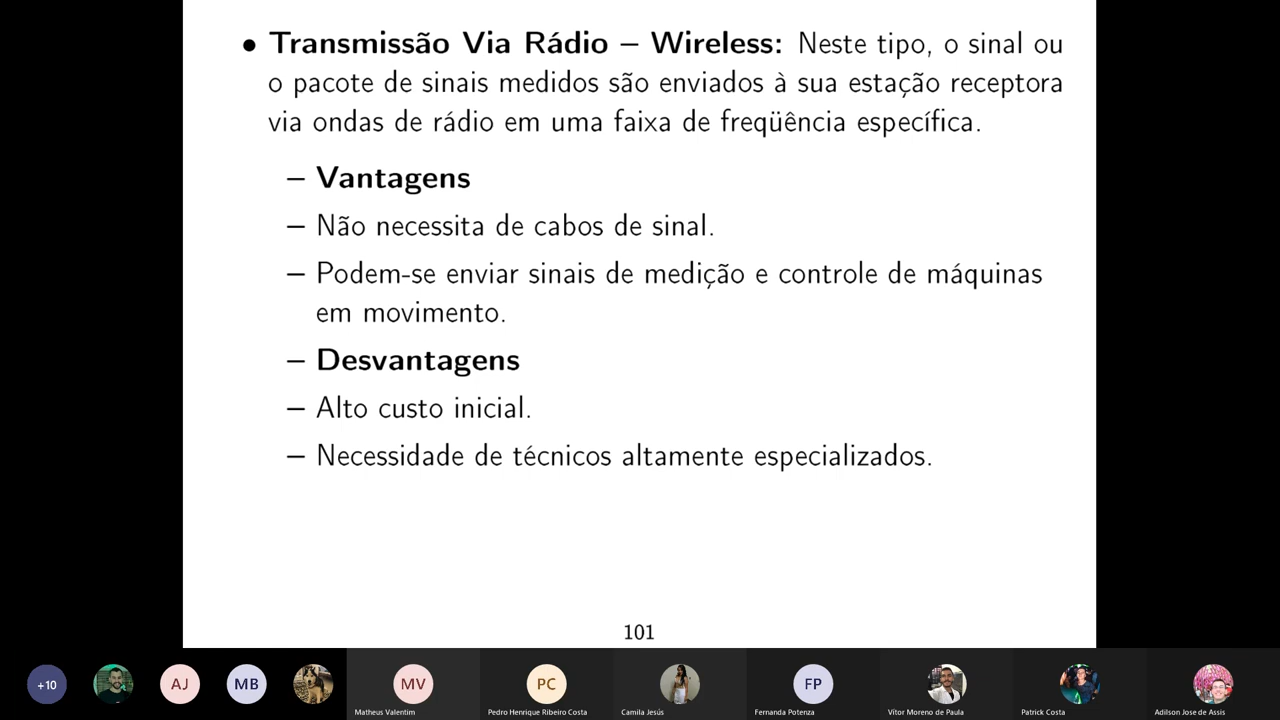 • Transmissão Via Rádio – Wireless: Neste tipo, o sinal ou
o pacote de sinais medidos são enviados à sua estação receptora
via ondas de rádio em uma faixa de freqüência específica.
– Vantagens
– Não necessita de cabos de sinal.
– Podem-se enviar sinais de medição e controle de máquinas
em movimento.
– Desvantagens
– Alto custo inicial.
– Necessidade de técnicos altamente especializados.
101
+10
AJ
MB
MV
PC
FP
Matheus Valentim
Pedro Henrique Ribeiro Costa
Camila Jesús
Fernanda Potenza
Vítor Moreno de Paula
Patrick Costa
Adilson Jose de Assis